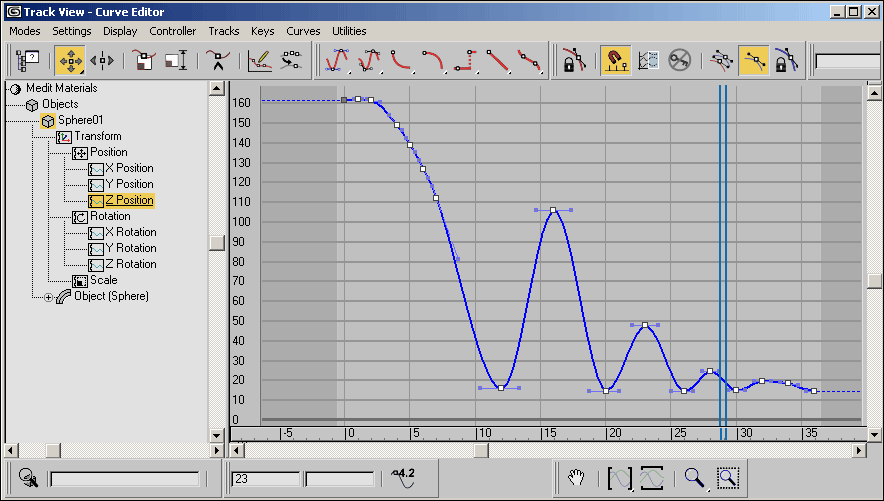 Track View - Curve Editor
Modes Settings Display Controller Tracks Keys Curves Utilities
?
Medit Materials
Objects
Sphere01
Transform
Position
X Position
Y Position
Z Position
Rotation
X Rotation
Y Rotation
Z Rotation
Scale
Object (Sphere)
160
150
140
130
120
110
100
90
80
70
60
50
40
30
20
10
0
-5 0 5 10 15 20 25 30 35
23
4.2